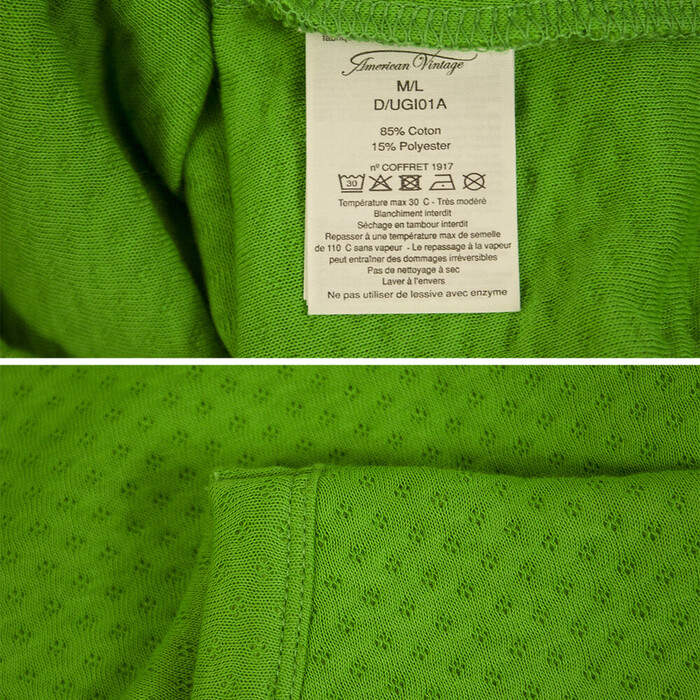 American Vintage
M/L
D/UGI01A
85% Coton
15% Polyester
nº COFFRET 1917
30
Température max 30 C - Très modéré
Blanchiment interdit
Séchage en tambour interdit
Repasser à une température max de semelle
de 110 C sans vapeur - Le repassage à la vapeur
peut entraîner des dommages irréversibles
Pas de nettoyage à sec
Laver à l'envers
Ne pas utiliser de lessive avec enzyme